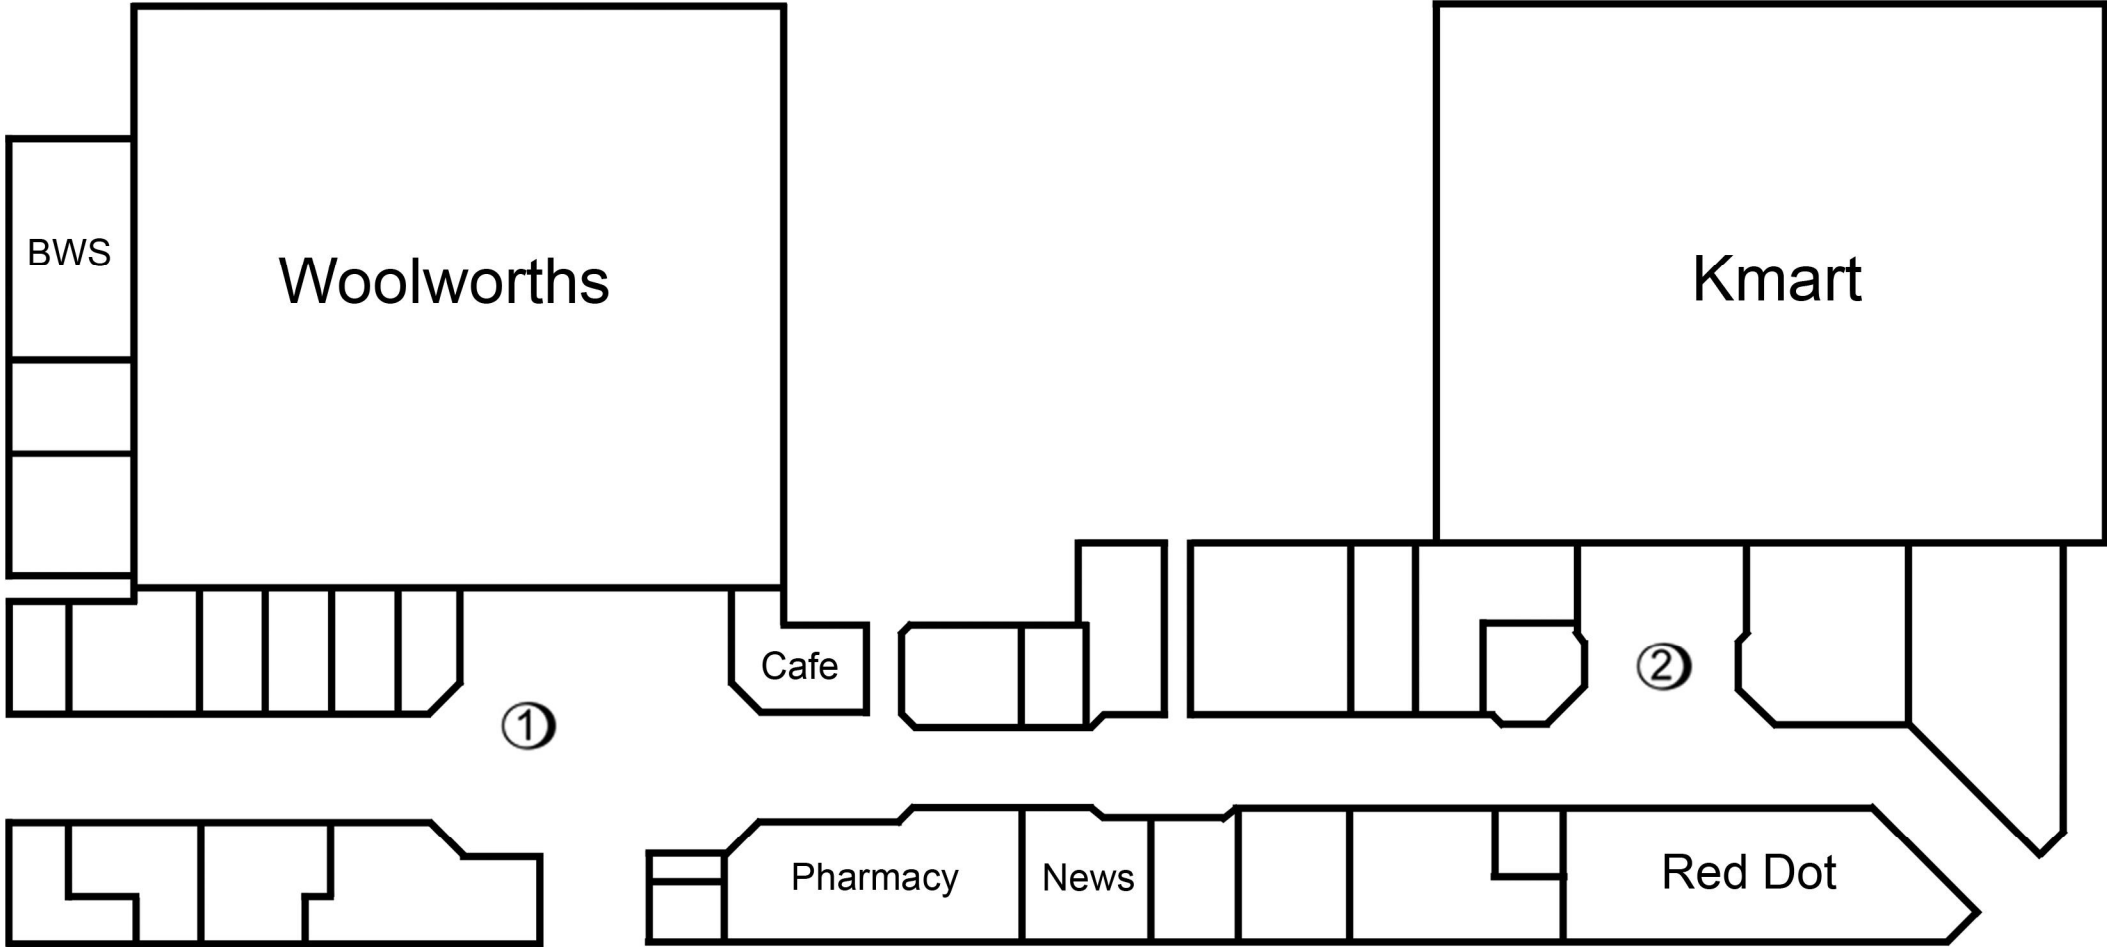 BWS
Woolworths
Kmart
Cafe
①
②
Pharmacy
News
Red Dot